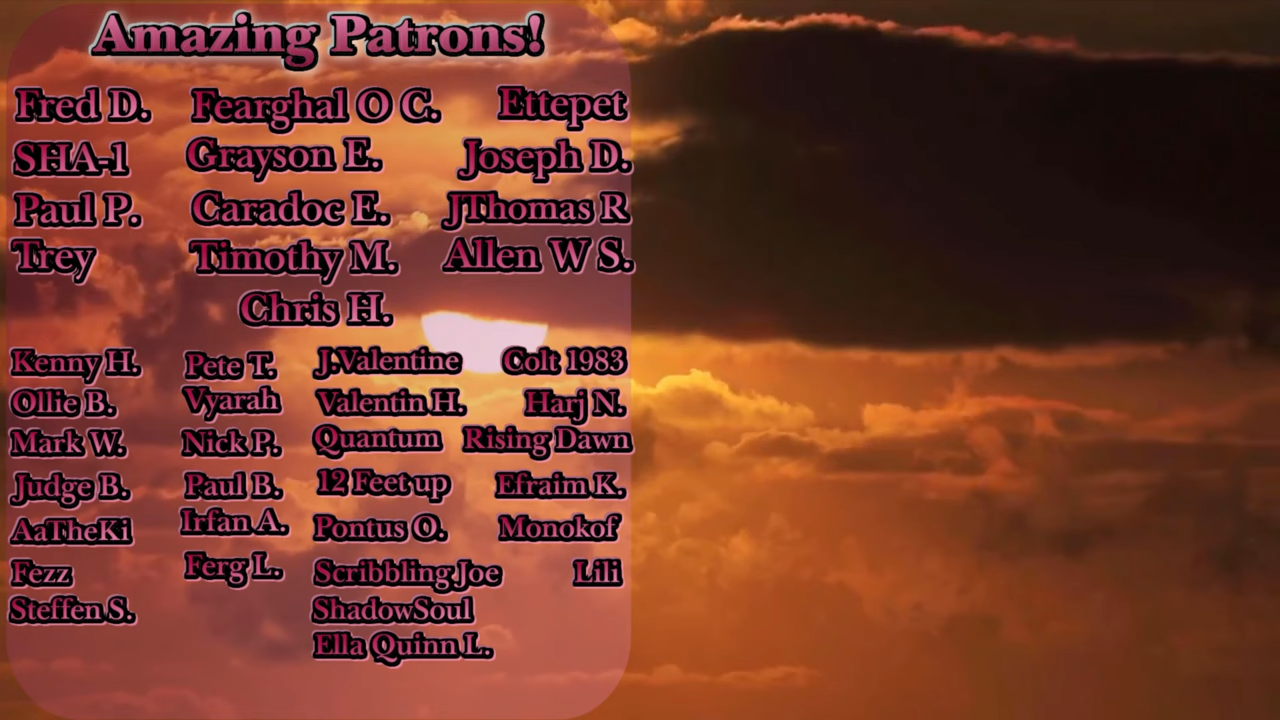 Amazing Patrons!
Fred D. Fearghal O C. Ettepet
SHA-1 Grayson E. Joseph D.
Paul P. Caradoc E. JThomas R
Trey Timothy M. Allen W S.
Chris H.
Kenny H. Pete T. J.Valentine Colt 1983
Ollie B. Vyarah Valentin H. Harj N.
Mark W. Nick P. Quantum Rising Dawn
Judge B. Paul B. 12 Feet up Efraim K.
AaTheKi Irfan A. Pontus O. Monokof
Fezz Ferg L. Scribbling Joe Lili
Steffen S. ShadowSoul
Ella Quinn L.